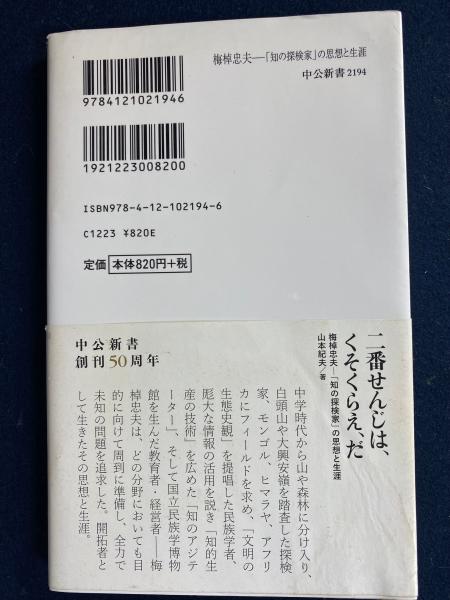 梅棹忠夫―「知の探検家」の思想と生涯
中公新書 2194
9784121021946
1921223008200
ISBN978-4-12-102194-6
C1223 ¥820E
定価 本体820円+税
中公新書
創刊50周年
二番せんじは、
くそくらえ、だ
梅棹忠夫―「知の探検家」の思想と生涯
山本紀夫/著
中学時代から山や森林に分け入り、
白頭山や大興安嶺を踏査した探検
家、モンゴル、ヒマラヤ、アフリ
カにフィールドを求め、「文明の
生態史観」を提唱した民族学者、
厖大な情報の活用を説き「知的生
産の技術」を広めた「知のアジテ
ーター」、そして国立民族学博物
館を生んだ教育者・経営者――梅
棹忠夫は、どの分野においても目
的に向けて周到に準備し、全力で
未知の問題を追求した。開拓者と
して生きたその思想と生涯。